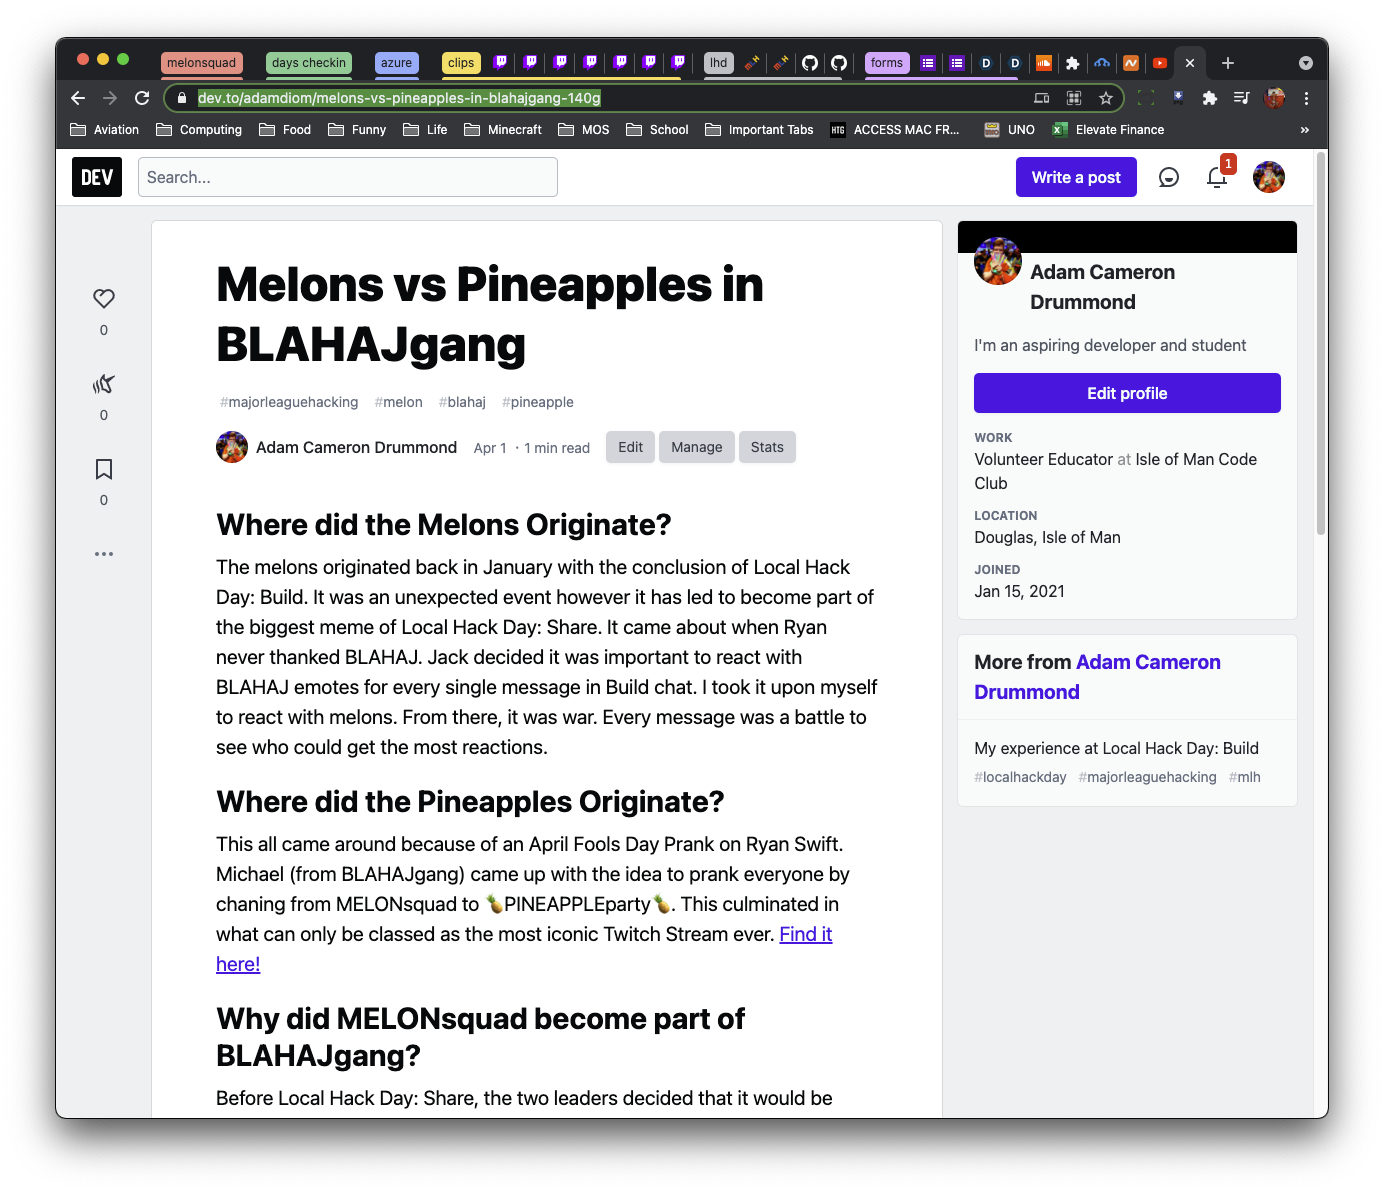 melonsquad days checkin azure clips lhd forms
dev.to/adamdiom/melons-vs-pineapples-in-blahajgang-140g
Aviation Computing Food Funny Life Minecraft MOS School Important Tabs HTG ACCESS MAC FR... UNO Elevate Finance »
DEV Search... Write a post 1
Melons vs Pineapples in
BLAHAJgang
#majorleaguehacking #melon #blahaj #pineapple
Adam Cameron Drummond Apr 1 · 1 min read Edit Manage Stats
0
0
0
Where did the Melons Originate?
The melons originated back in January with the conclusion of Local Hack
Day: Build. It was an unexpected event however it has led to become part of
the biggest meme of Local Hack Day: Share. It came about when Ryan
never thanked BLAHAJ. Jack decided it was important to react with
BLAHAJ emotes for every single message in Build chat. I took it upon myself
to react with melons. From there, it was war. Every message was a battle to
see who could get the most reactions.
Where did the Pineapples Originate?
This all came around because of an April Fools Day Prank on Ryan Swift.
Michael (from BLAHAJgang) came up with the idea to prank everyone by
chaning from MELONsquad to 🍍PINEAPPLEparty🍍. This culminated in
what can only be classed as the most iconic Twitch Stream ever. Find it
here!
Why did MELONsquad become part of
BLAHAJgang?
Before Local Hack Day: Share, the two leaders decided that it would be
Adam Cameron
Drummond
I'm an aspiring developer and student
Edit profile
WORK
Volunteer Educator at Isle of Man Code
Club
LOCATION
Douglas, Isle of Man
JOINED
Jan 15, 2021
More from Adam Cameron
Drummond
My experience at Local Hack Day: Build
#localhackday #majorleaguehacking #mlh